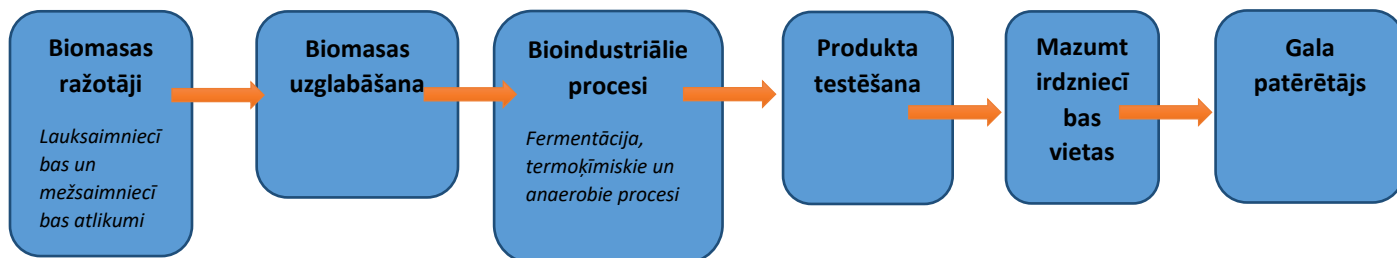 Biomasas
ražotāji
Lauksaimniecī
bas un
mežsaimniecī
bas atlikumi
Biomasas
uzglabāšana
Bioindustriālie
procesi
Fermentācija,
termoķīmiskie un
anaerobie procesi
Produkta
testēšana
Mazumt
irdzniecī
bas
vietas
Gala
patērētājs